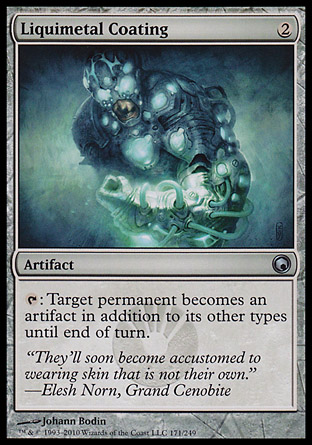 Liquimetal Coating 2
Artifact
: Target permanent becomes an
artifact in addition to its other types
until end of turn.
“They’ll soon become accustomed to
wearing skin that is not their own.”
—Elesh Norn, Grand Cenobite
Johann Bodin
™ & © 1993–2010 Wizards of the Coast LLC 171/249